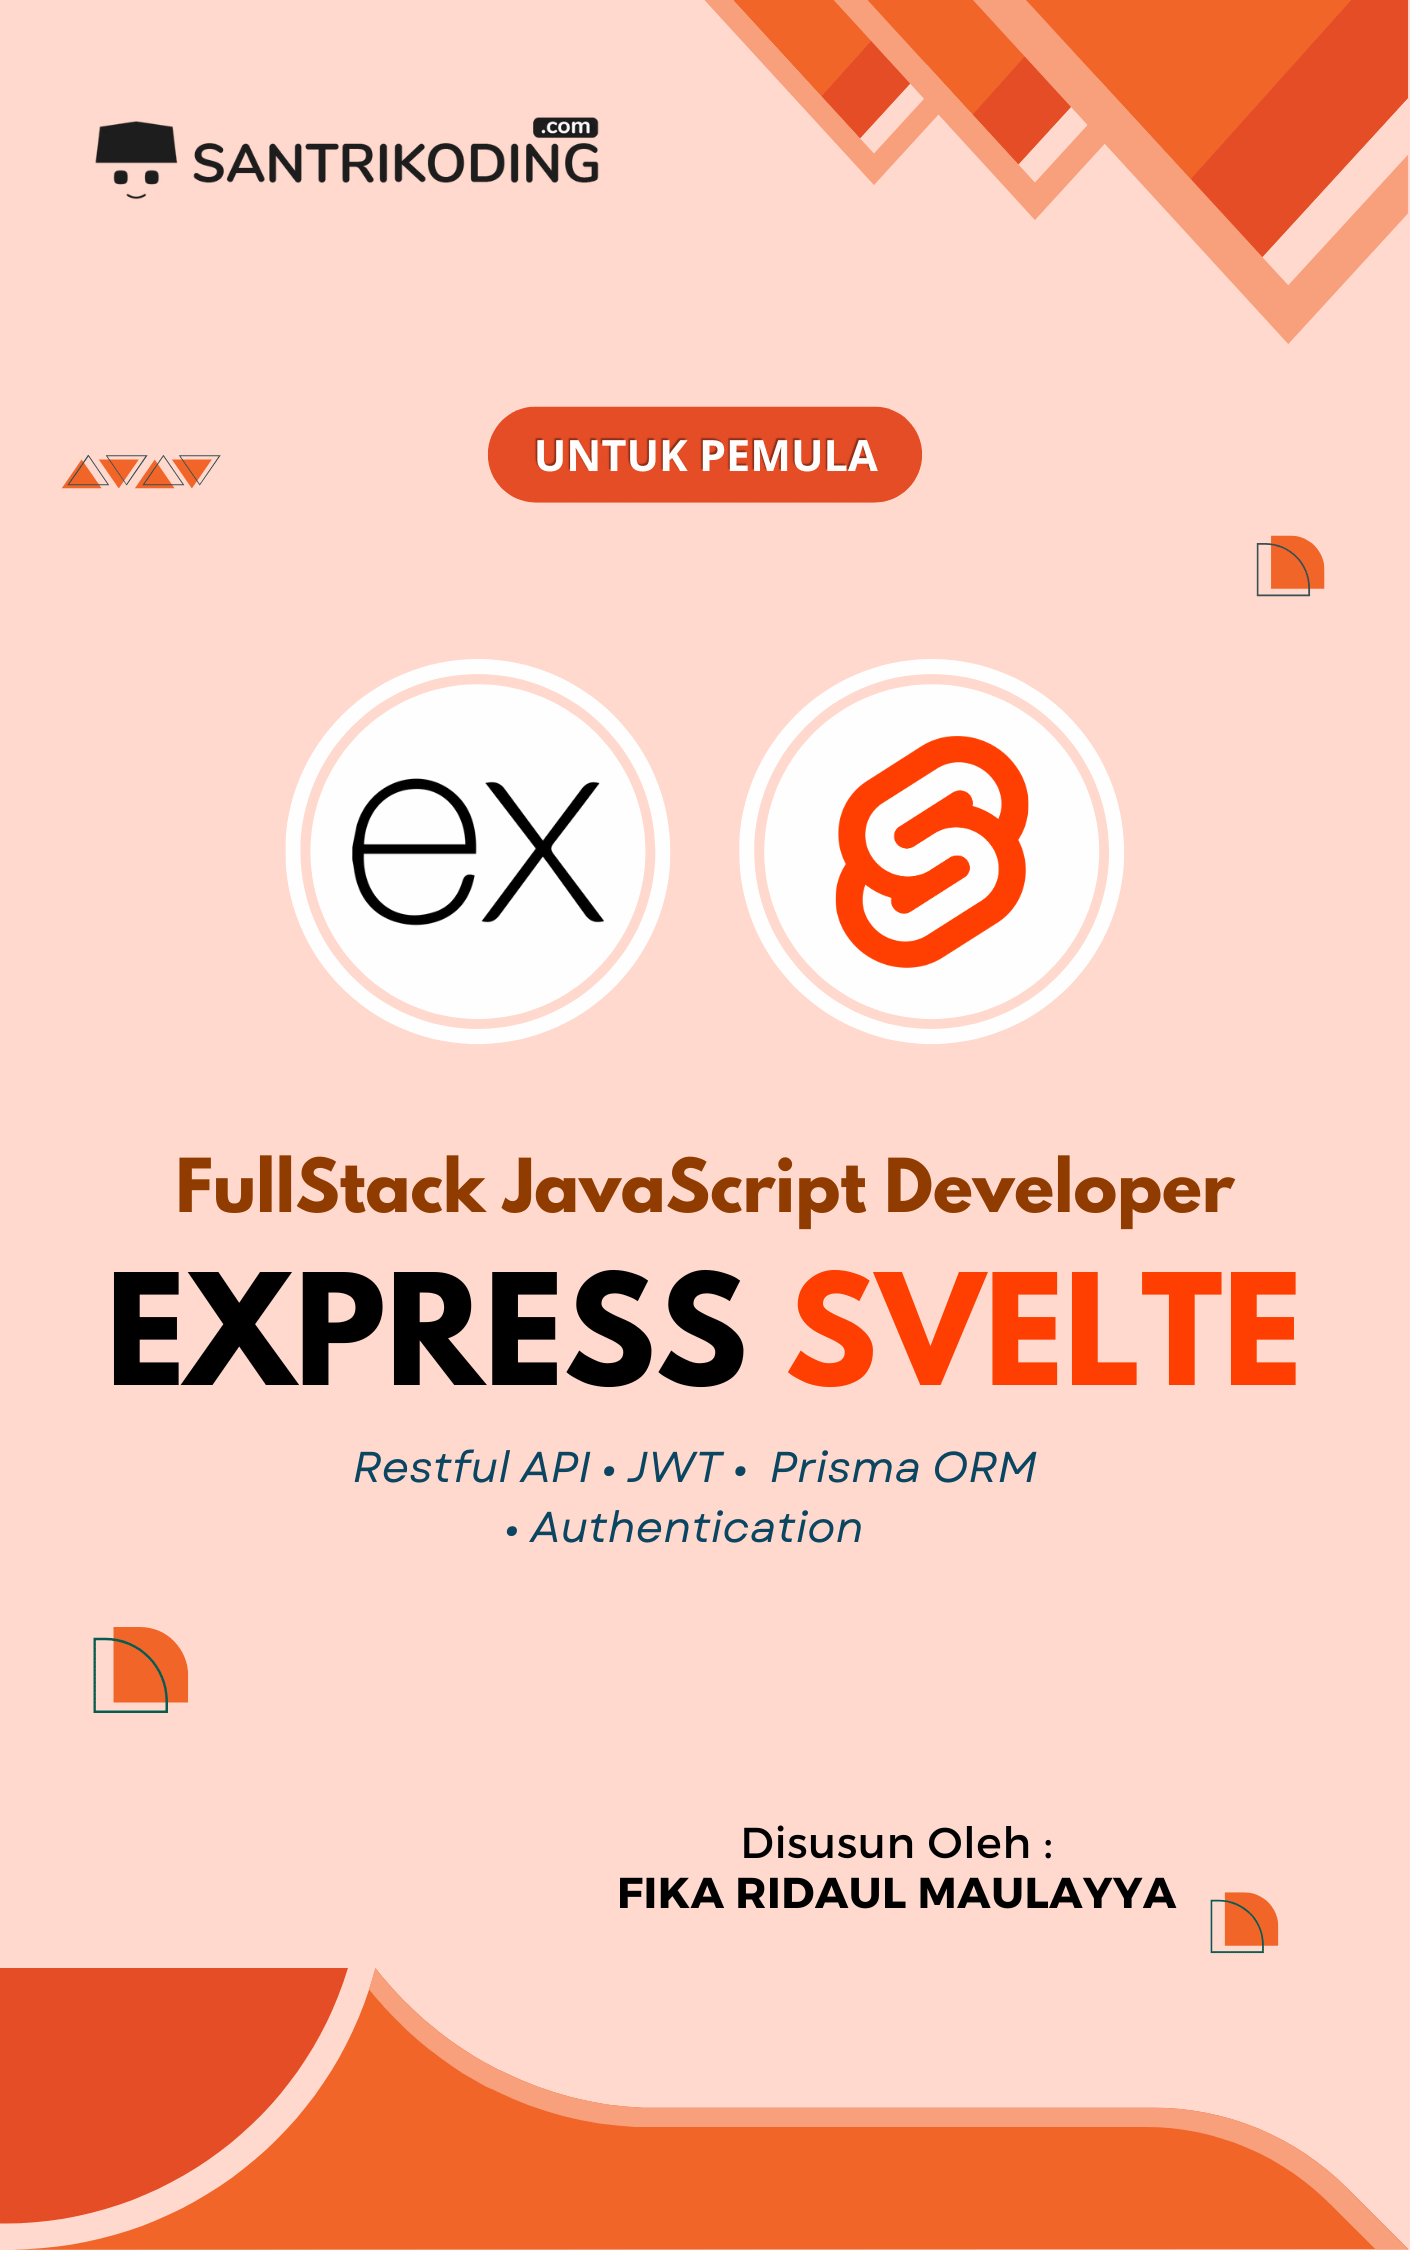 .com
SANTRIKODING
UNTUK PEMULA
ex
FullStack JavaScript Developer
EXPRESS SVELTE
Restful API • JWT • Prisma ORM
• Authentication
Disusun Oleh :
FIKA RIDAUL MAULAYYA